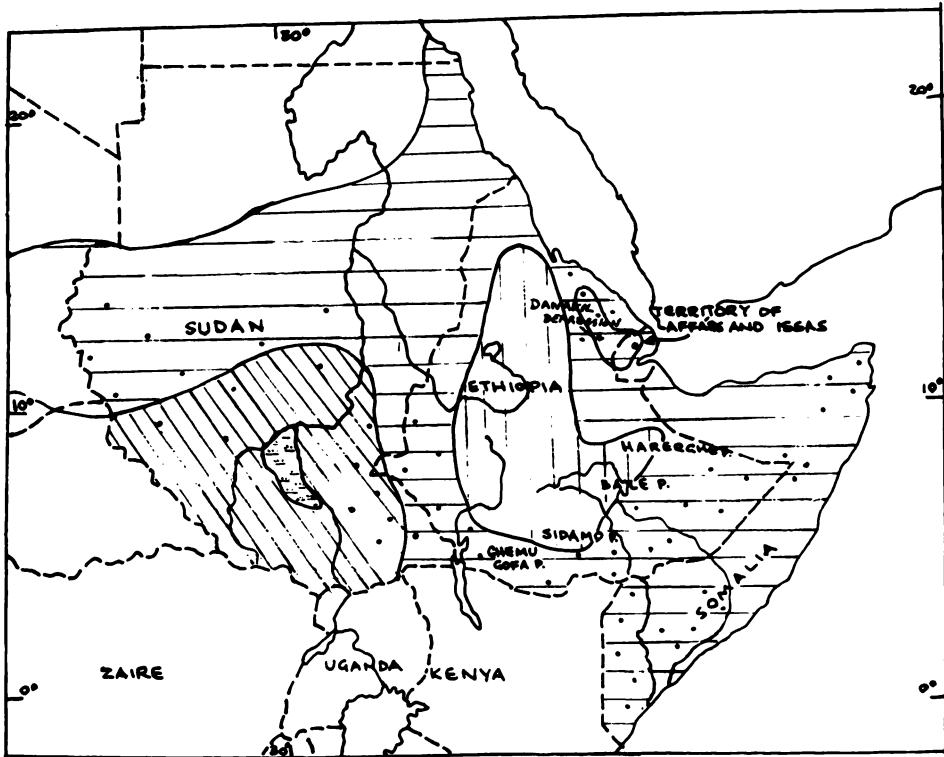 30°
20°
20°
SUDAN
DANAKIL
DEPRESSION
TERRITORY OF
AFFARS AND ISSAS
ETHIOPIA
10°
10°
HARERGHE P.
BALE P.
SIDAMO P.
GHEMU
GOFA P.
SOMALIA
ZAIRE
UGANDA
KENYA
0°
0°
30°